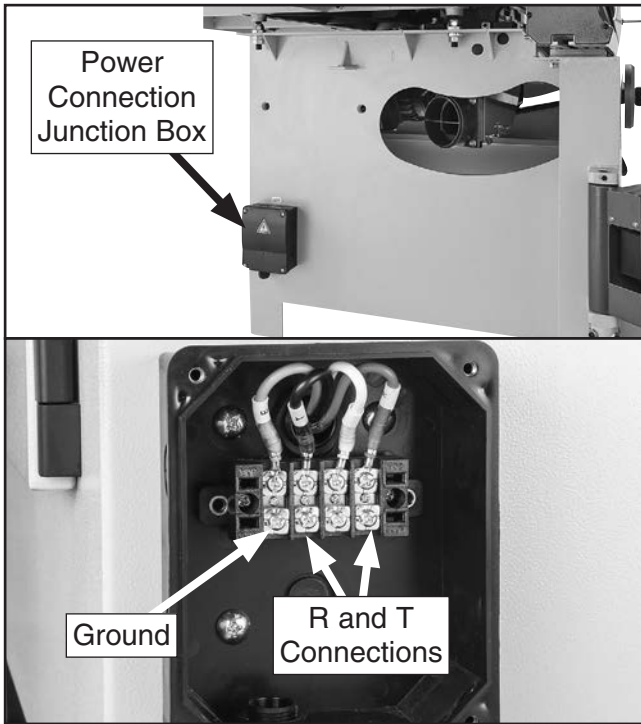 Power
Connection
Junction Box
Ground
R and T
Connections